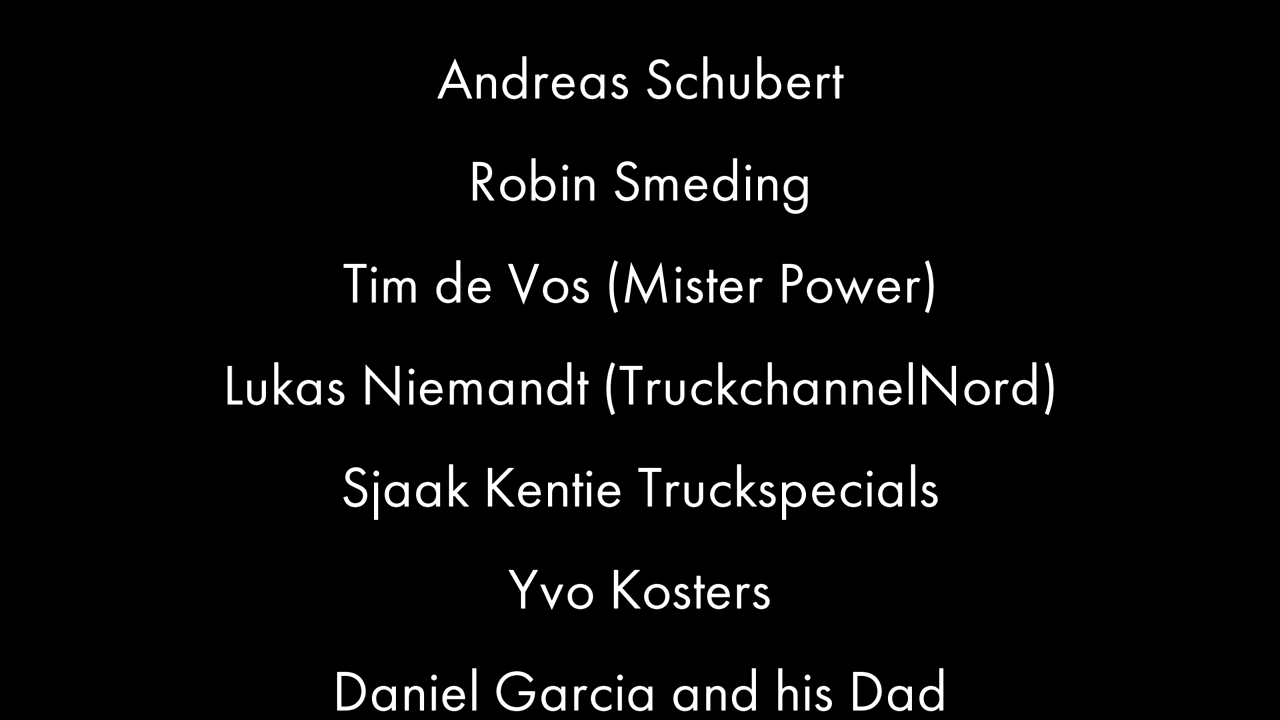 Andreas Schubert
Robin Smeding
Tim de Vos (Mister Power)
Lukas Niemandt (TruckchannelNord)
Sjaak Kentie Truckspecials
Yvo Kosters
Daniel Garcia and his Dad